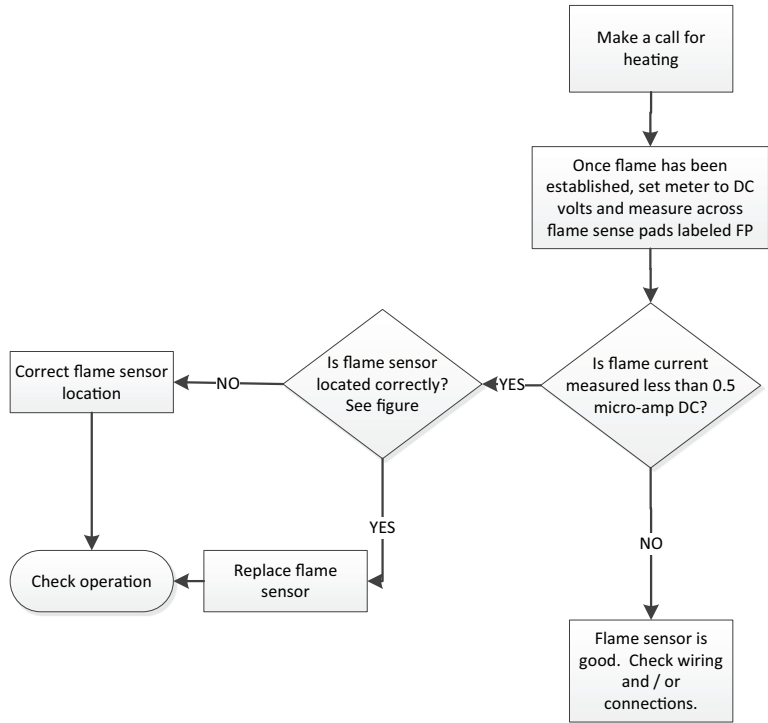 Make a call for
heating
Once flame has been
established, set meter to DC
volts and measure across
flame sense pads labeled FP
Is flame current
measured less than 0.5
micro-amp DC?
YES
Is flame sensor
located correctly?
See figure
NO
Correct flame sensor
location
YES
Replace flame
sensor
Check operation
NO
Flame sensor is
good. Check wiring
and / or
connections.